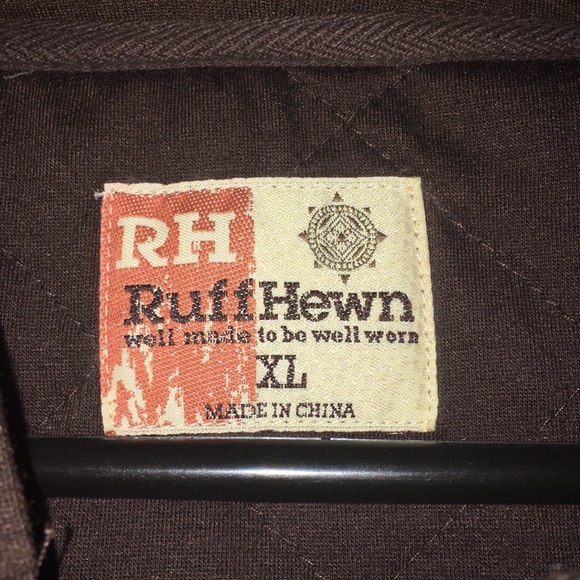 RH
RuffHewn
well made to be well worn
XL
MADE IN CHINA